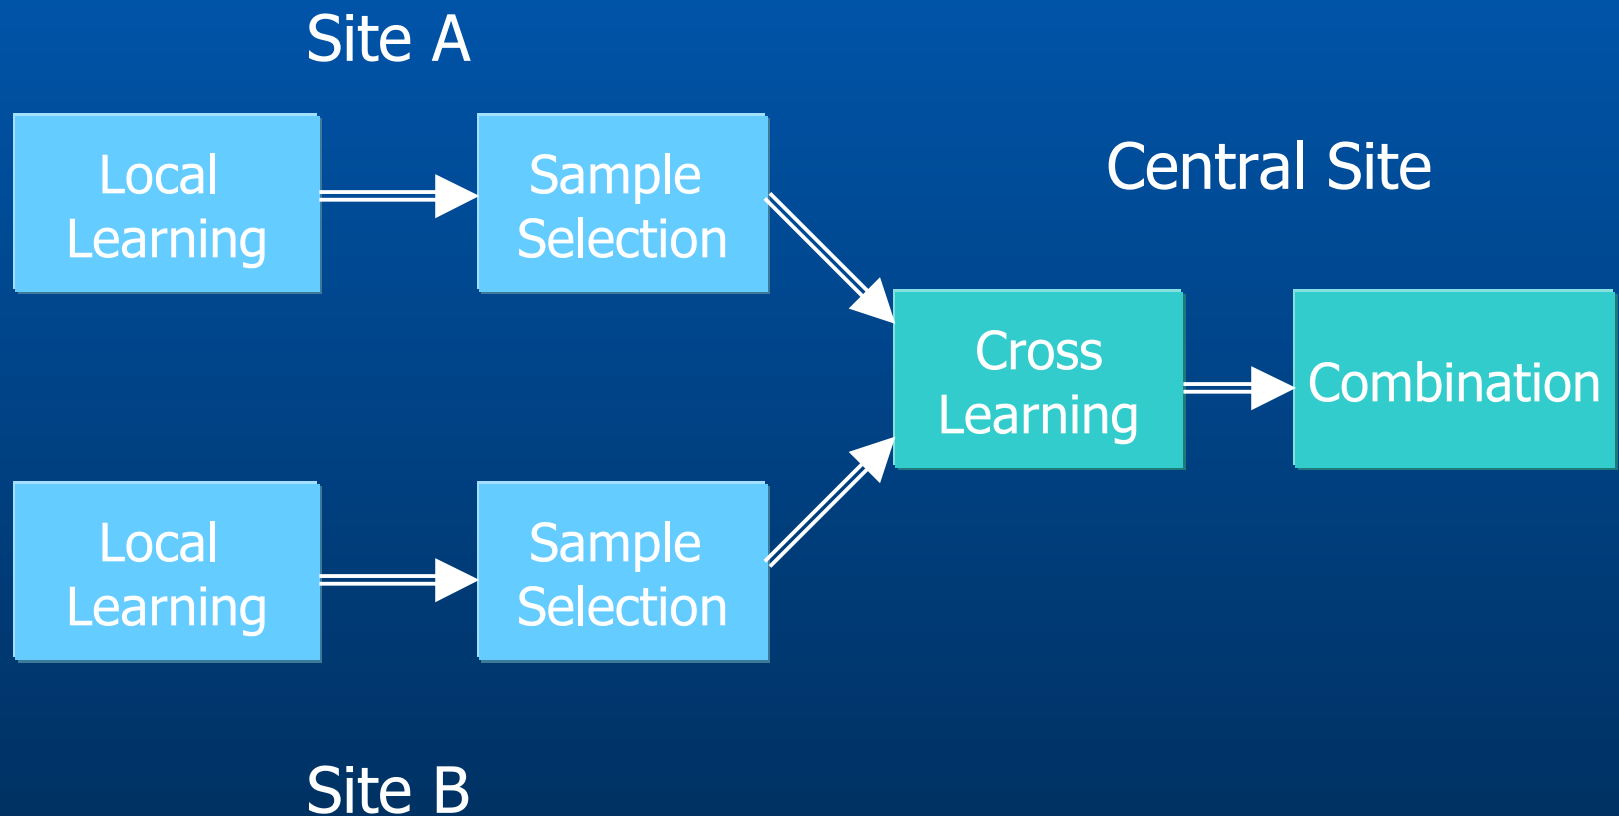 Site A
Local
Learning
Sample
Selection
Central Site
Cross
Learning
Combination
Local
Learning
Sample
Selection
Site B